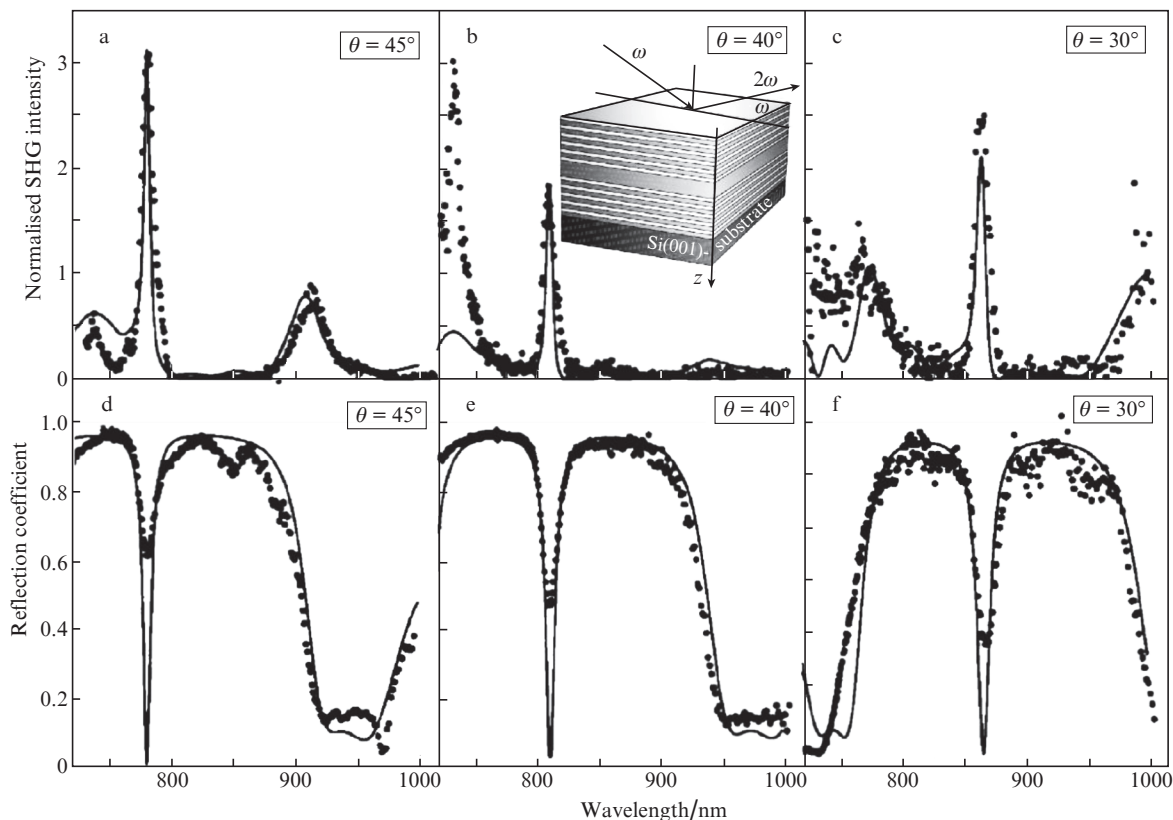 a
θ = 45°
b
θ = 40°
c
θ = 30°
ω
2ω
ω
Si(001)-substrate
z
Normalised SHG intensity
3
2
1
0
d
θ = 45°
e
θ = 40°
f
θ = 30°
Reflection coefficient
1.0
0.8
0.6
0.4
0.2
0
800
900
1000
800
900
1000
800
900
1000
Wavelength/nm